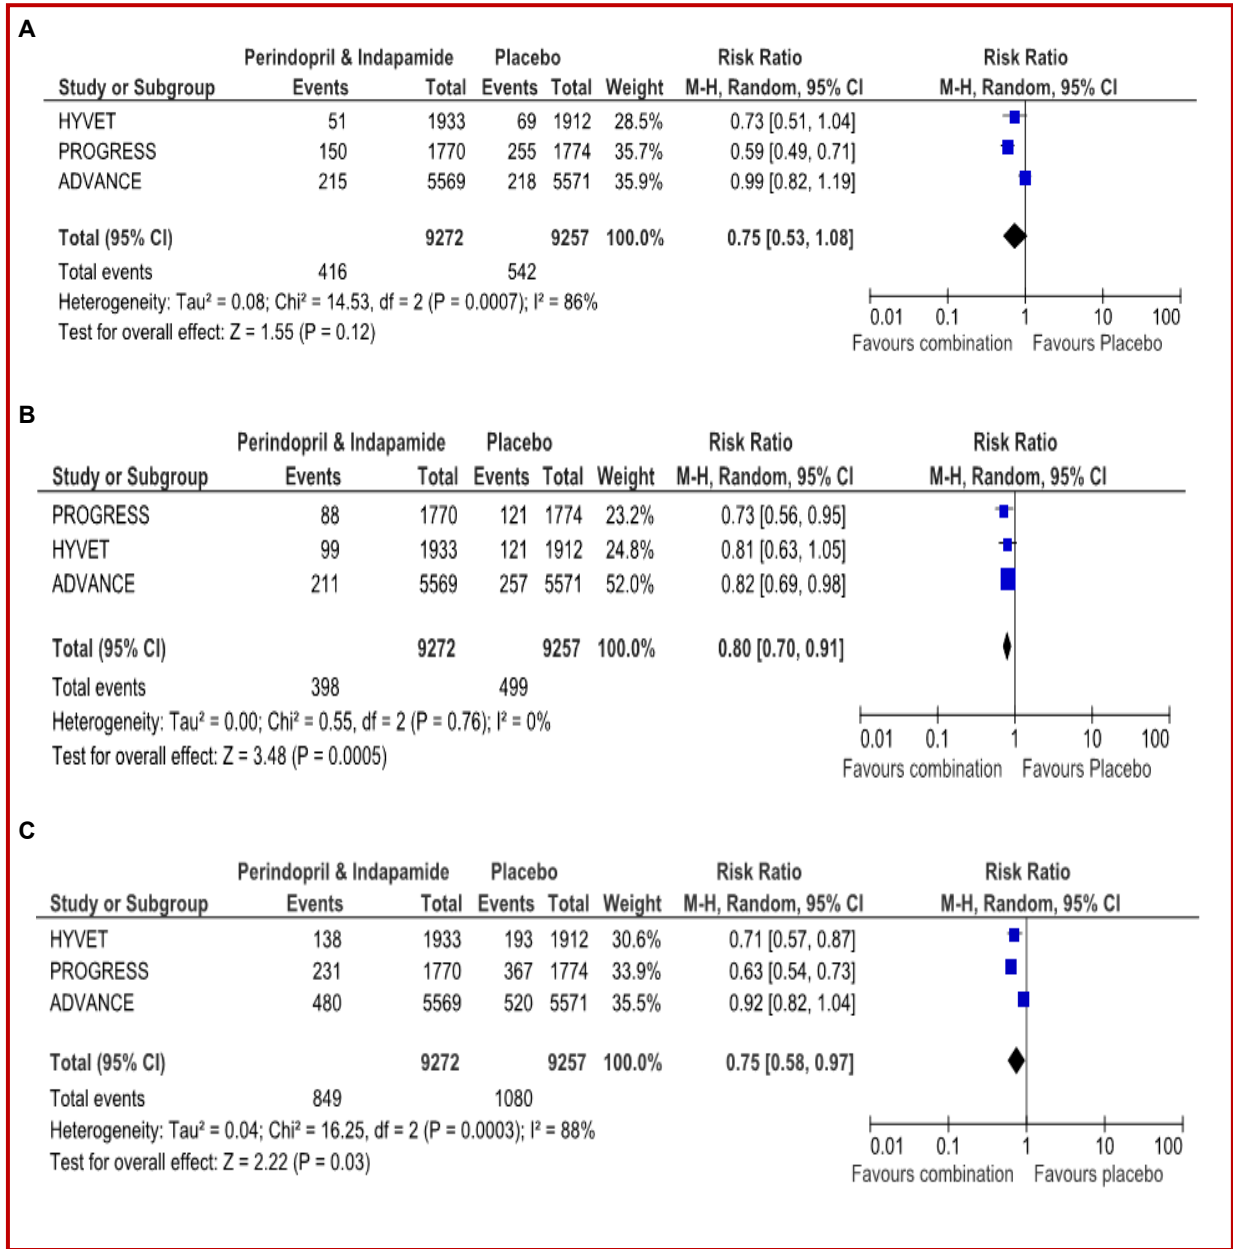 A
Perindopril & Indapamide Placebo Risk Ratio Risk Ratio
Study or Subgroup Events Total Events Total Weight M-H, Random, 95% CI M-H, Random, 95% CI
HYVET 51 1933 69 1912 28.5% 0.73 [0.51, 1.04]
PROGRESS 150 1770 255 1774 35.7% 0.59 [0.49, 0.71]
ADVANCE 215 5569 218 5571 35.9% 0.99 [0.82, 1.19]
Total (95% CI) 9272 9257 100.0% 0.75 [0.53, 1.08]
Total events 416 542
Heterogeneity: Tau² = 0.08; Chi² = 14.53, df = 2 (P = 0.0007); I² = 86%
Test for overall effect: Z = 1.55 (P = 0.12)
0.01 0.1 1 10 100
Favours combination Favours Placebo
B
Perindopril & Indapamide Placebo Risk Ratio Risk Ratio
Study or Subgroup Events Total Events Total Weight M-H, Random, 95% CI M-H, Random, 95% CI
PROGRESS 88 1770 121 1774 23.2% 0.73 [0.56, 0.95]
HYVET 99 1933 121 1912 24.8% 0.81 [0.63, 1.05]
ADVANCE 211 5569 257 5571 52.0% 0.82 [0.69, 0.98]
Total (95% CI) 9272 9257 100.0% 0.80 [0.70, 0.91]
Total events 398 499
Heterogeneity: Tau² = 0.00; Chi² = 0.55, df = 2 (P = 0.76); I² = 0%
Test for overall effect: Z = 3.48 (P = 0.0005)
0.01 0.1 1 10 100
Favours combination Favours Placebo
C
Perindopril & Indapamide Placebo Risk Ratio Risk Ratio
Study or Subgroup Events Total Events Total Weight M-H, Random, 95% CI M-H, Random, 95% CI
HYVET 138 1933 193 1912 30.6% 0.71 [0.57, 0.87]
PROGRESS 231 1770 367 1774 33.9% 0.63 [0.54, 0.73]
ADVANCE 480 5569 520 5571 35.5% 0.92 [0.82, 1.04]
Total (95% CI) 9272 9257 100.0% 0.75 [0.58, 0.97]
Total events 849 1080
Heterogeneity: Tau² = 0.04; Chi² = 16.25, df = 2 (P = 0.0003); I² = 88%
Test for overall effect: Z = 2.22 (P = 0.03)
0.01 0.1 1 10 100
Favours combination Favours placebo